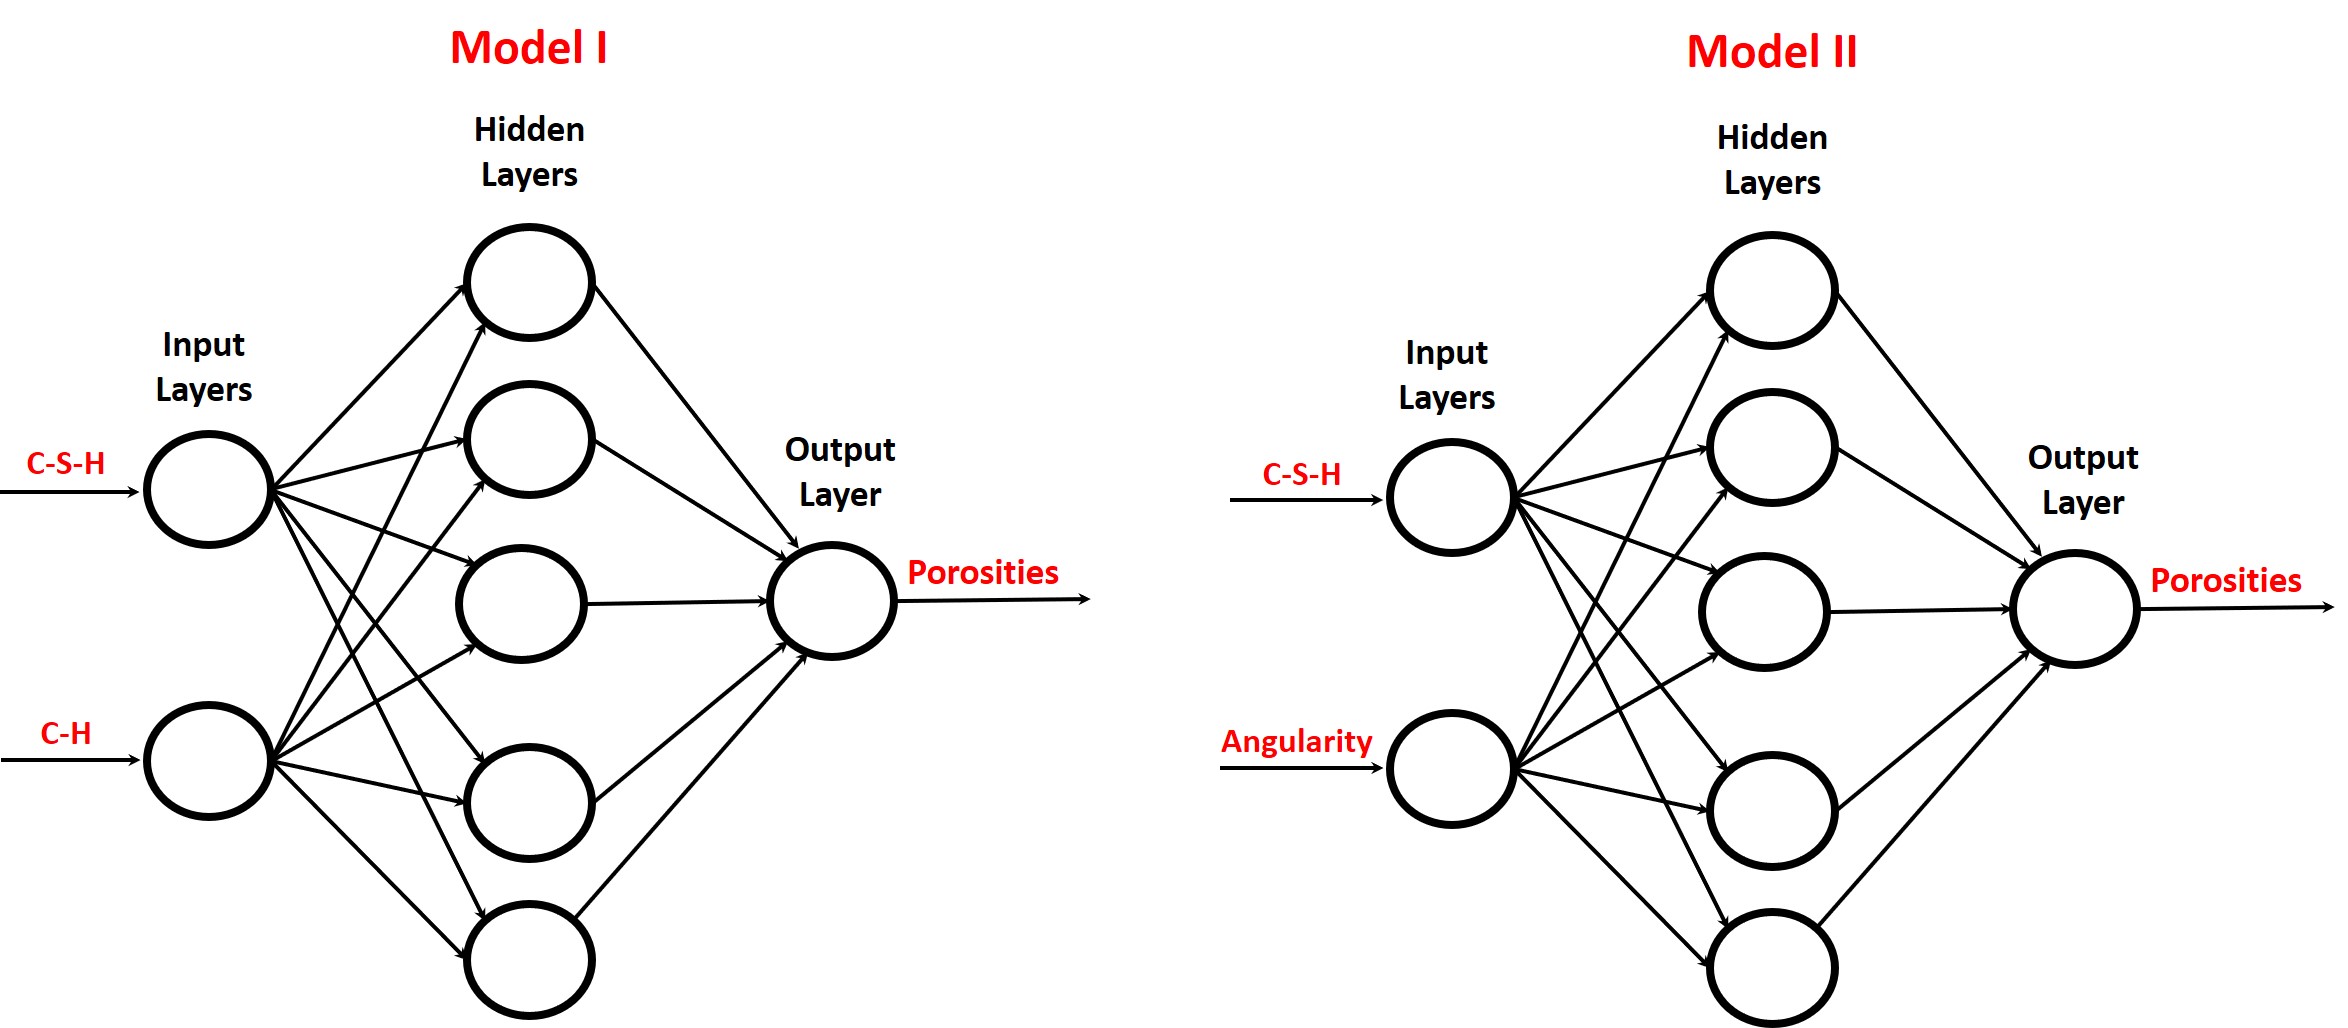 Model I
Hidden
Layers
Input
Layers
C-S-H
Output
Layer
Porosities
C-H
Model II
Hidden
Layers
Input
Layers
C-S-H
Output
Layer
Porosities
Angularity